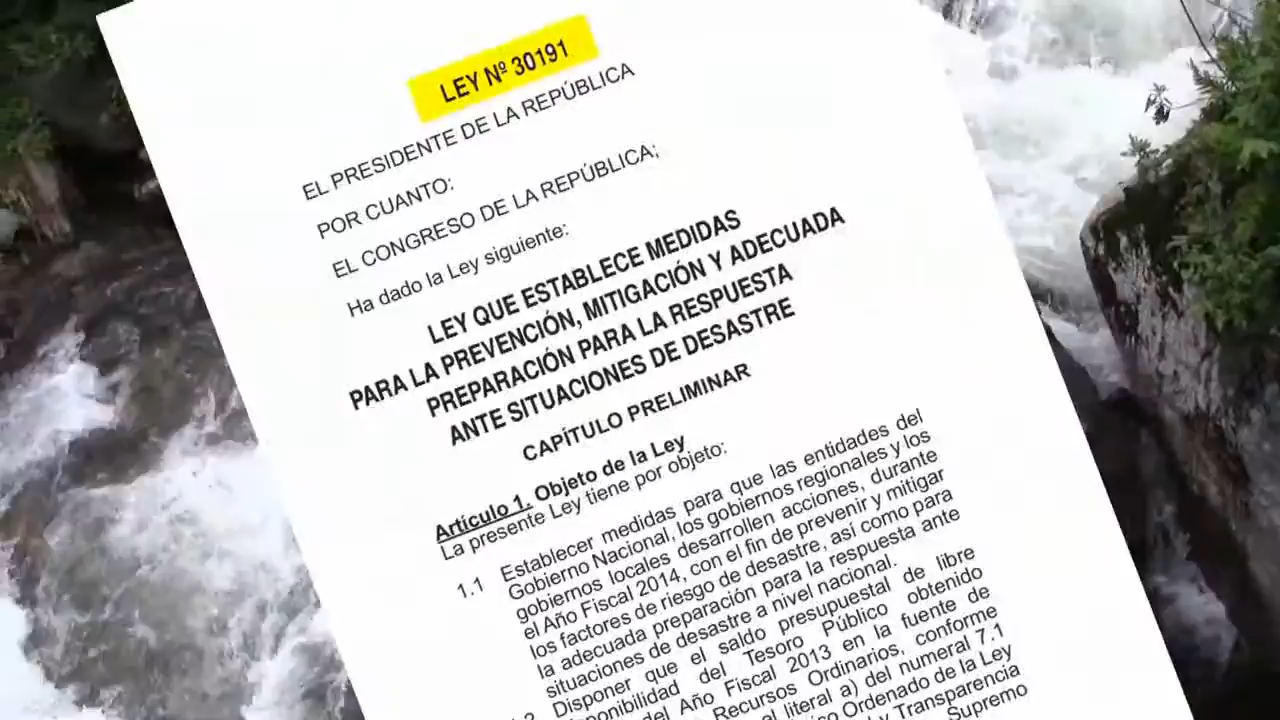 LEY Nº 30191
EL PRESIDENTE DE LA REPÚBLICA
POR CUANTO:
EL CONGRESO DE LA REPÚBLICA;
Ha dado la Ley siguiente:
LEY QUE ESTABLECE MEDIDAS
PARA LA PREVENCIÓN, MITIGACIÓN Y ADECUADA
PREPARACIÓN PARA LA RESPUESTA
ANTE SITUACIONES DE DESASTRE
CAPÍTULO PRELIMINAR
Artículo 1. Objeto de la Ley
La presente Ley tiene por objeto:
1.1 Establecer medidas para que las entidades del
Gobierno Nacional, los gobiernos regionales y los
gobiernos locales desarrollen acciones, durante
el Año Fiscal 2014, con el fin de prevenir y mitigar
los factores de riesgo de desastre, así como para
la adecuada preparación para la respuesta ante
situaciones de desastre a nivel nacional.
Disponer que el saldo presupuestal de libre
del Tesoro Público obtenido
del Año Fiscal 2013 en la fuente de
Recursos Ordinarios, conforme
al literal a) del numeral 7.1
Ordenado de la Ley
y Transparencia
Supremo